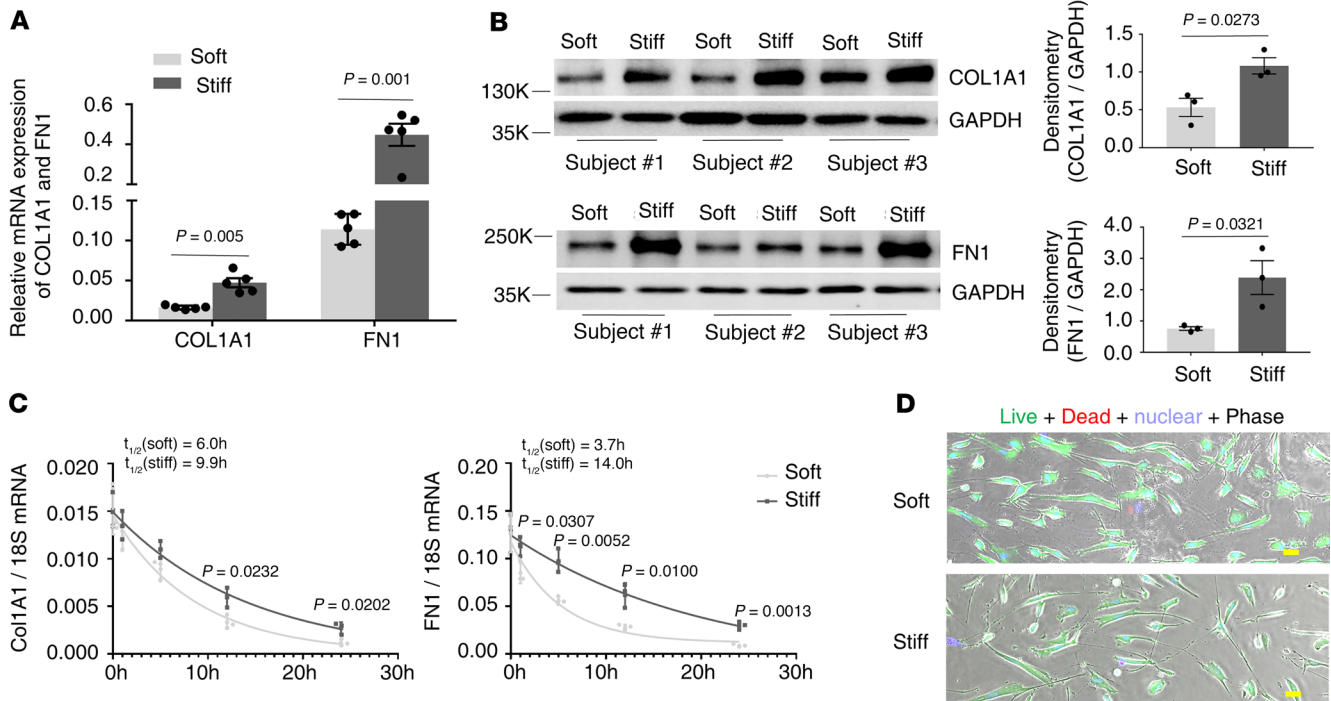 A
Soft
Stiff
Releative mRNA expression
of COL1A1 and FN1
0.6
0.4
0.2
0.15
0.10
0.05
0.00
P = 0.005
P = 0.001
COL1A1
FN1
B
Soft Stiff Soft Stiff Soft Stiff
130K
COL1A1
35K
GAPDH
Subject #1 Subject #2 Subject #3
Soft Stiff Soft Stiff Soft Stiff
250K
FN1
35K
GAPDH
Subject #1 Subject #2 Subject #3
Densitometry
(COL1A1 / GAPDH)
1.5
1.0
0.5
0.0
P = 0.0273
Soft Stiff
Densitometry
(FN1 / GAPDH)
4.0
3.0
2.0
1.0
0.0
P = 0.0321
Soft Stiff
C
t1/2(soft) = 6.0h
t1/2(stiff) = 9.9h
Col1A1 / 18S mRNA
0.020
0.015
0.010
0.005
0.000
P = 0.0232
P = 0.0202
0h 10h 20h 30h
t1/2(soft) = 3.7h
t1/2(stiff) = 14.0h
Soft
Stiff
FN1 / 18S mRNA
0.20
0.15
0.10
0.05
0.00
P = 0.0307
P = 0.0052
P = 0.0100
P = 0.0013
0h 10h 20h 30h
D
Live + Dead + nuclear + Phase
Soft
Stiff